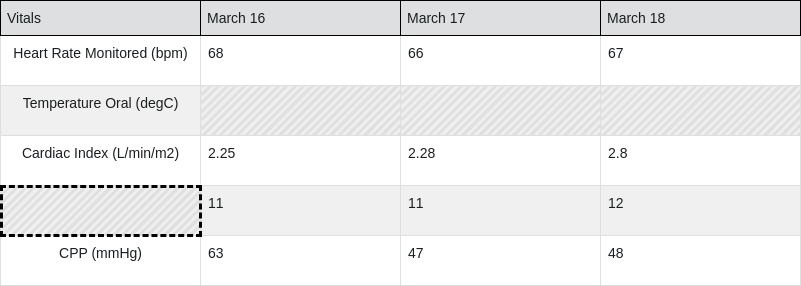 Vitals March 16 March 17 March 18
Heart Rate Monitored (bpm) 68 66 67
Temperature Oral (degC)
Cardiac Index (L/min/m2) 2.25 2.28 2.8
11 11 12
CPP (mmHg) 63 47 48